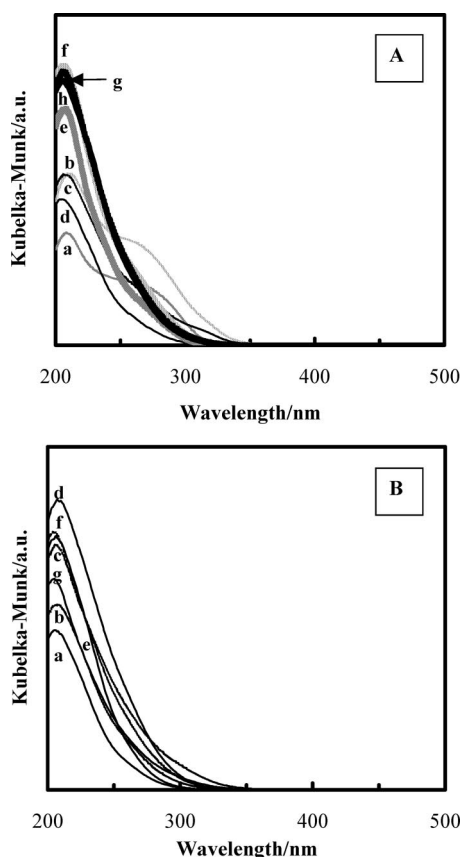 A
f
g
h
e
b
c
d
a
Kubelka-Munk/a.u.
200 300 400 500
Wavelength/nm
B
d
f
c
g
b
e
a
Kubelka-Munk/a.u.
200 300 400 500
Wavelength/nm